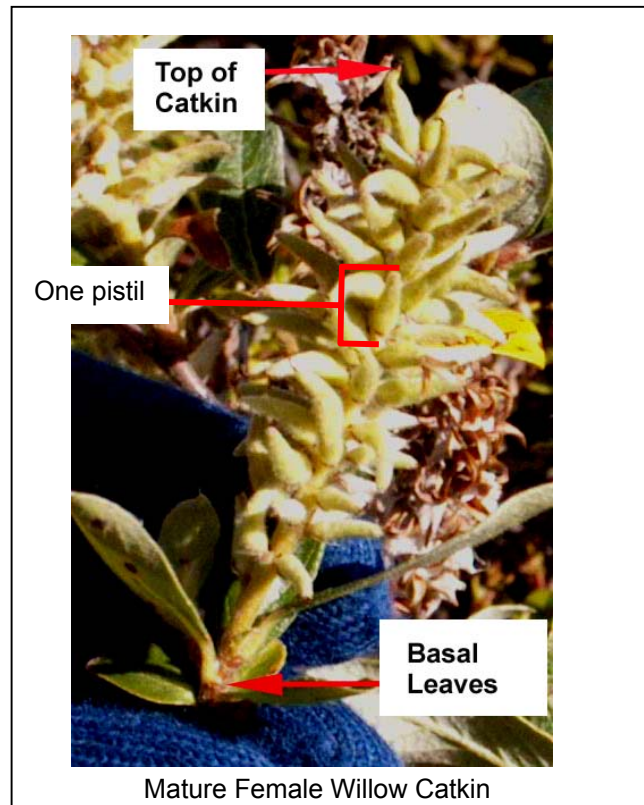 Top of
Catkin
One pistil
Basal
Leaves
Mature Female Willow Catkin